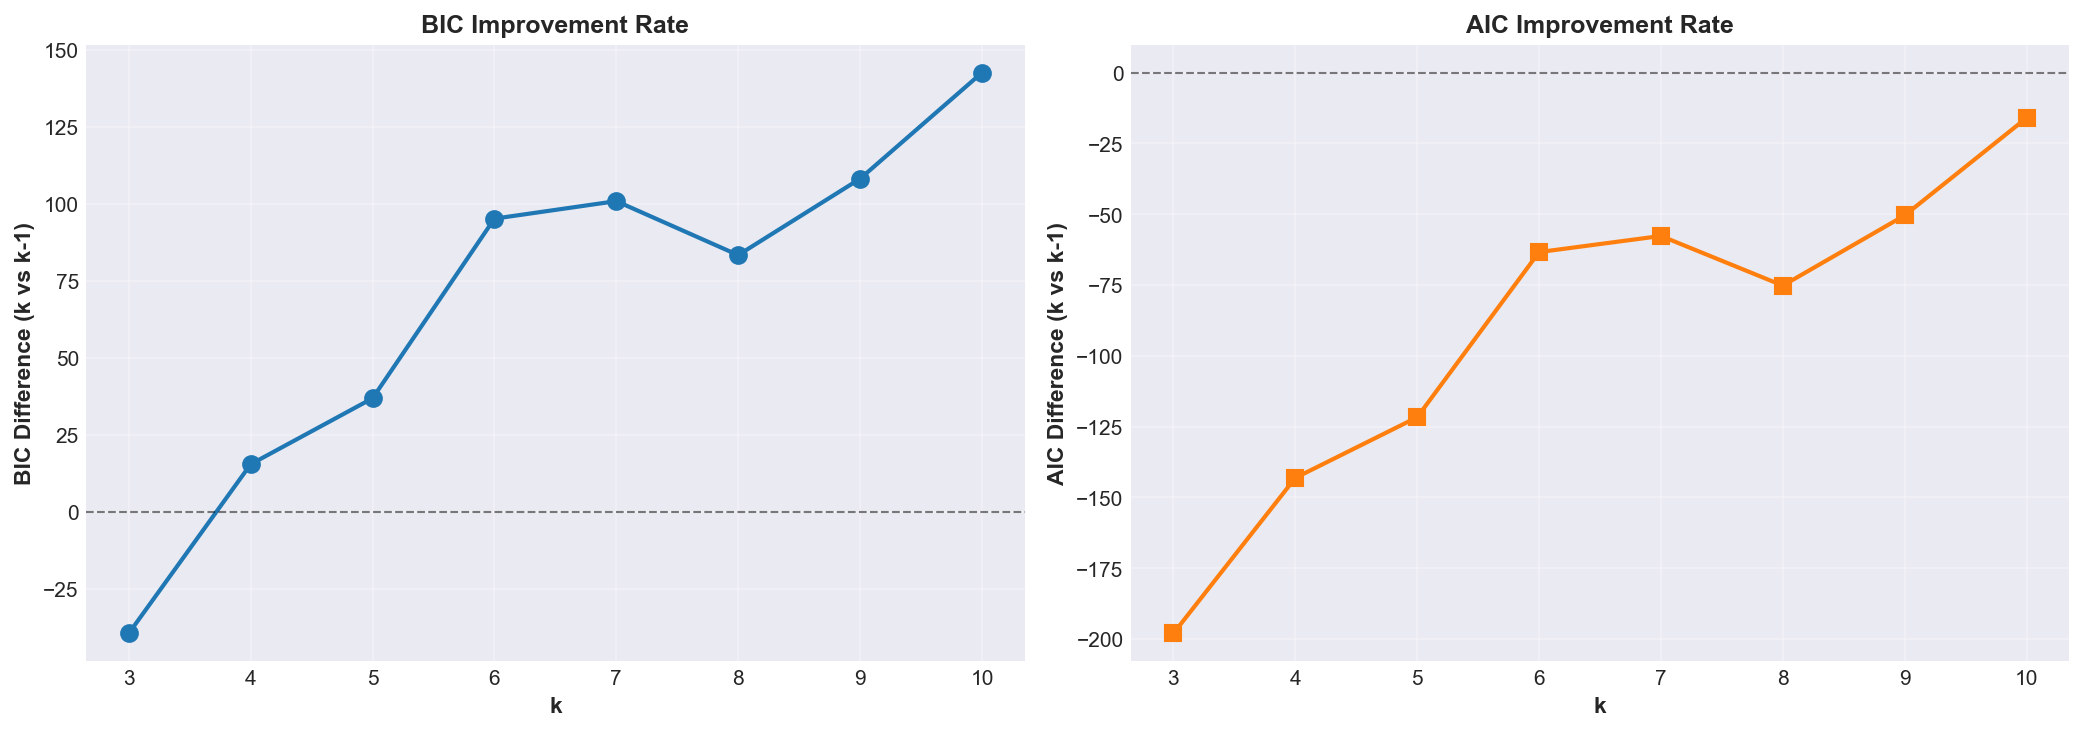 BIC Improvement Rate
BIC Difference (k vs k-1)
150
125
100
75
50
25
0
−25
3 4 5 6 7 8 9 10
k
AIC Improvement Rate
AIC Difference (k vs k-1)
0
−25
−50
−75
−100
−125
−150
−175
−200
3 4 5 6 7 8 9 10
k